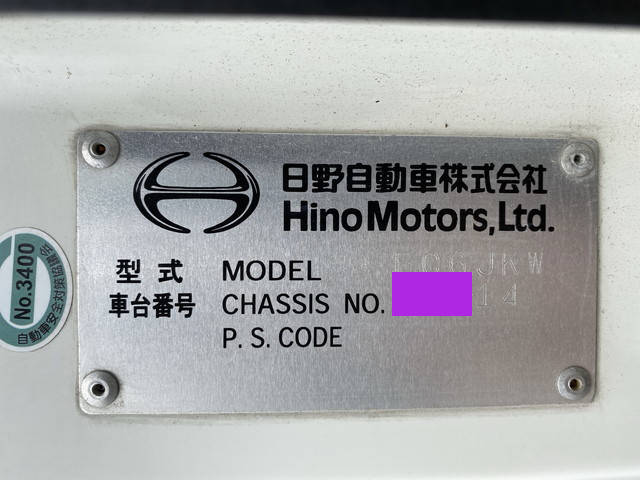 日野自動車株式会社
Hino Motors, Ltd.
型式 MODEL
車台番号 CHASSIS NO. 14
P. S. CODE
No.3400